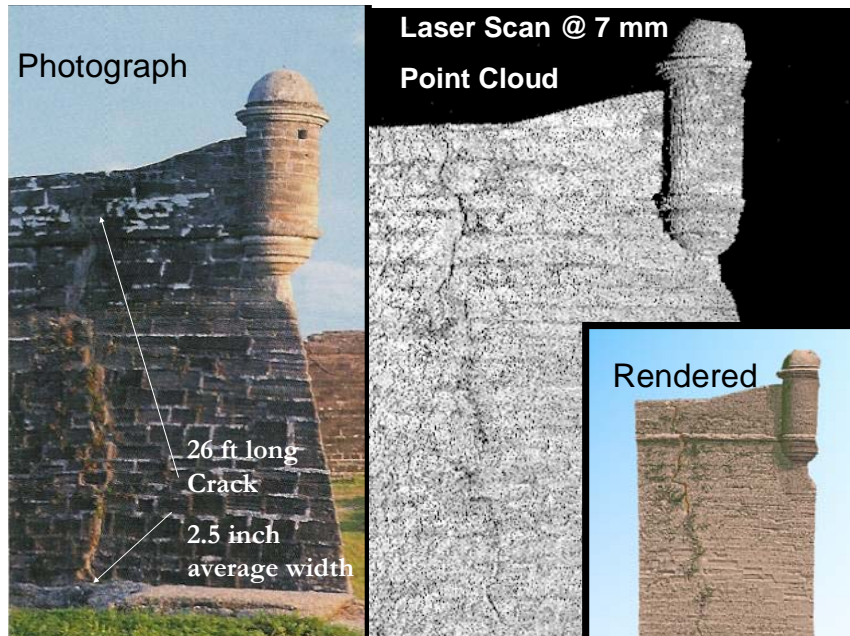 Photograph
Laser Scan @ 7 mm
Point Cloud
Rendered
26 ft long
Crack
2.5 inch
average width